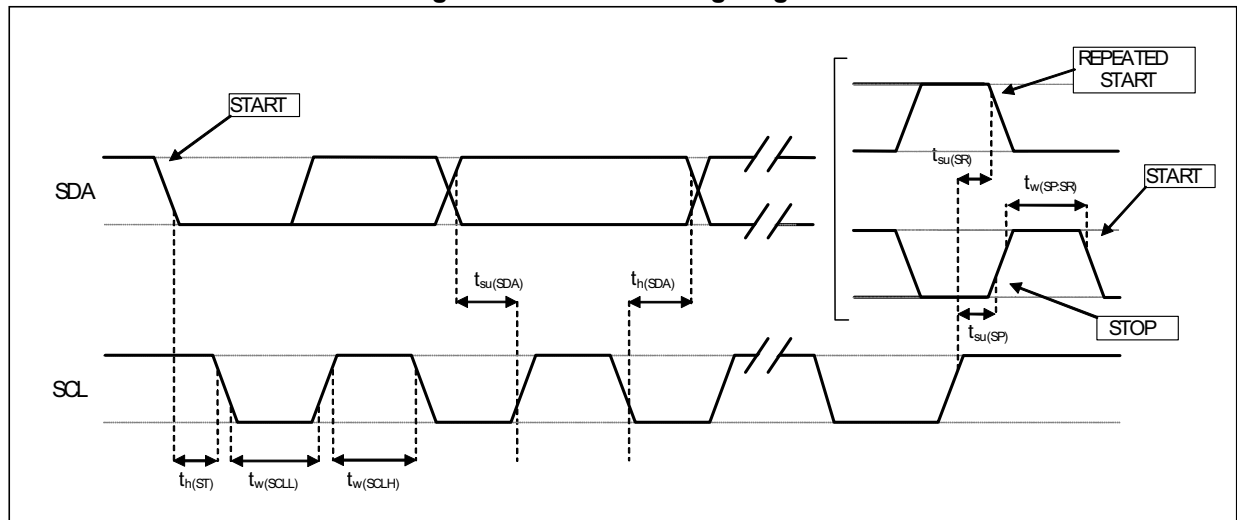 START
REPEATED
START
t_su(SR)
START
t_w(SP:SR)
SDA
t_su(SDA)
t_h(SDA)
t_su(SP)
STOP
SCL
t_h(ST)
t_w(SCLL)
t_w(SCLH)